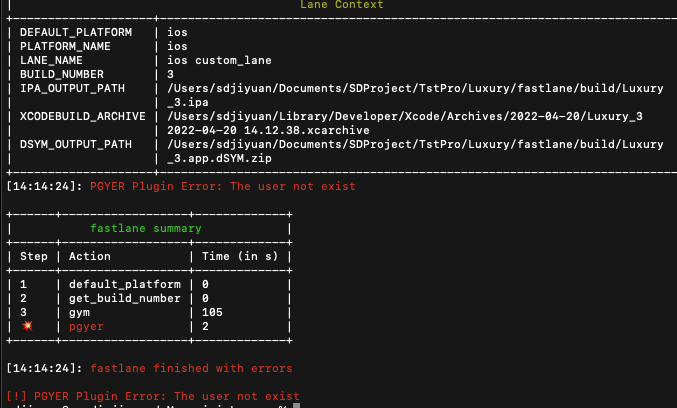 Lane Context
DEFAULT_PLATFORM | ios
PLATFORM_NAME | ios
LANE_NAME | ios custom_lane
BUILD_NUMBER | 3
IPA_OUTPUT_PATH | /Users/sdjiyuan/Documents/SDProject/TstPro/Luxury/fastlane/build/Luxury
_3.ipa
XCODEBUILD_ARCHIVE | /Users/sdjiyuan/Library/Developer/Xcode/Archives/2022-04-20/Luxury_3
2022-04-20 14.12.38.xcarchive
DSYM_OUTPUT_PATH | /Users/sdjiyuan/Documents/SDProject/TstPro/Luxury/fastlane/build/Luxury
_3.app.dSYM.zip
[14:14:24]: PGYER Plugin Error: The user not exist
fastlane summary
Step | Action | Time (in s)
1 | default_platform | 0
2 | get_build_number | 0
3 | gym | 105
💥 | pgyer | 2
[14:14:24]: fastlane finished with errors
[!] PGYER Plugin Error: The user not exist